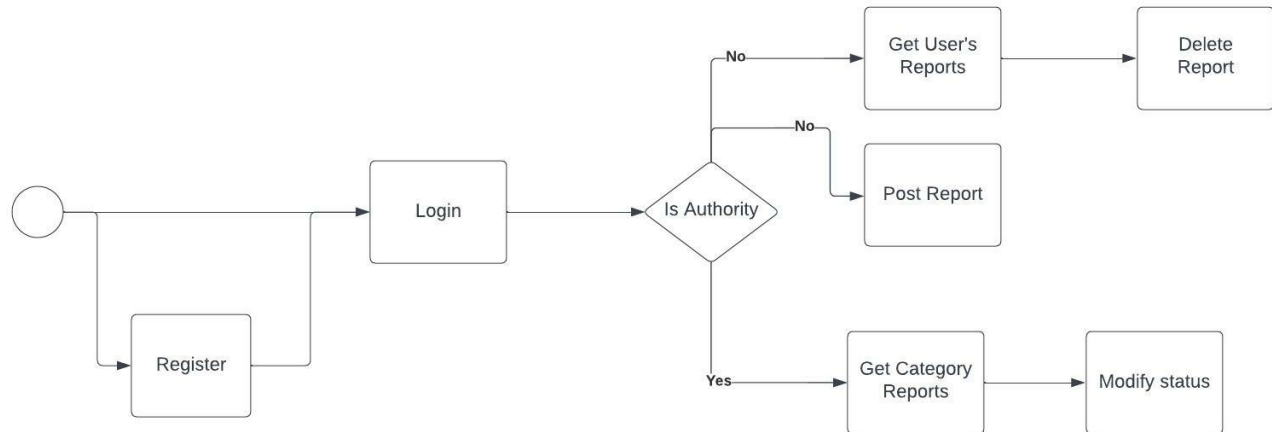 Get User's
Reports
Delete
Report
No
No
Post Report
Login
Is Authority
Register
Yes
Get Category
Reports
Modify status